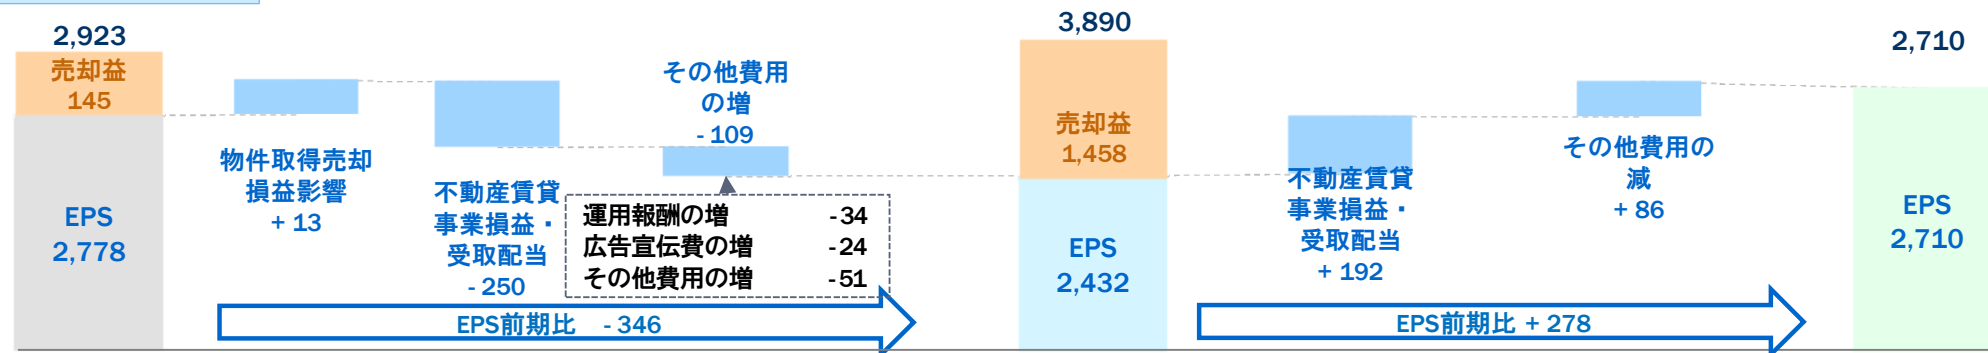 2,923
売却益
145
EPS
2,778
物件取得売却
損益影響
+ 13
不動産賃貸
事業損益・
受取配当
- 250
その他費用
の増
- 109
運用報酬の増 -34
広告宣伝費の増 -24
その他費用の増 -51
EPS前期比 - 346
3,890
売却益
1,458
EPS
2,432
不動産賃貸
事業損益・
受取配当
+ 192
その他費用の
減
+ 86
EPS前期比 + 278
2,710
EPS
2,710